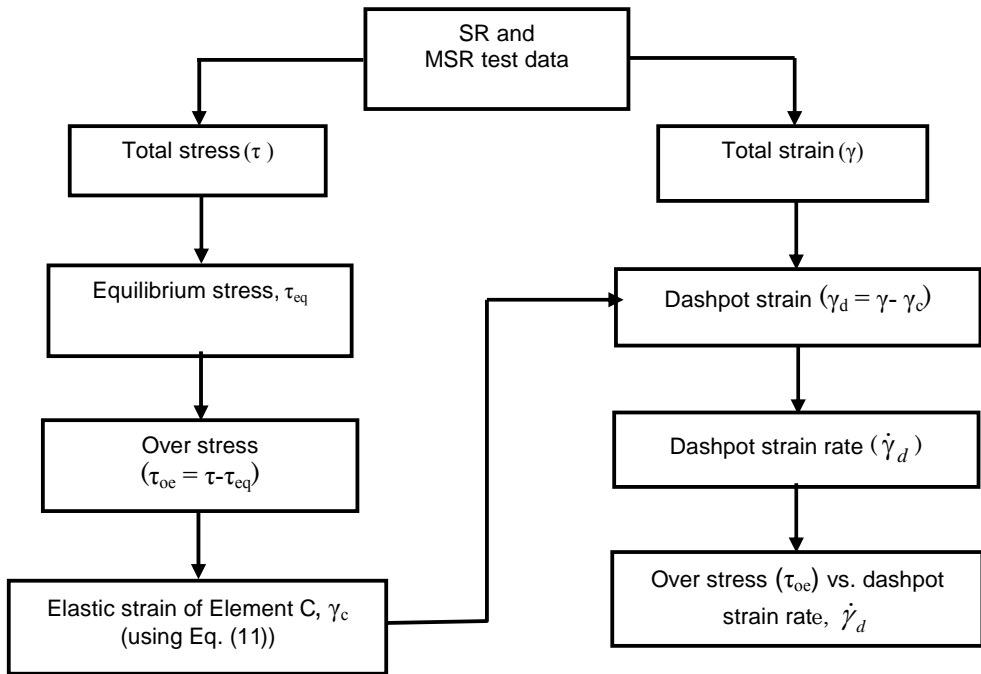 SR and
MSR test data
Total stress (τ )
Total strain (γ)
Equilibrium stress, τeq
Dashpot strain (γd = γ- γc)
Over stress
(τoe = τ-τeq)
Dashpot strain rate ( γ̇d )
Elastic strain of Element C, γc
(using Eq. (11))
Over stress (τoe) vs. dashpot
strain rate, γ̇d